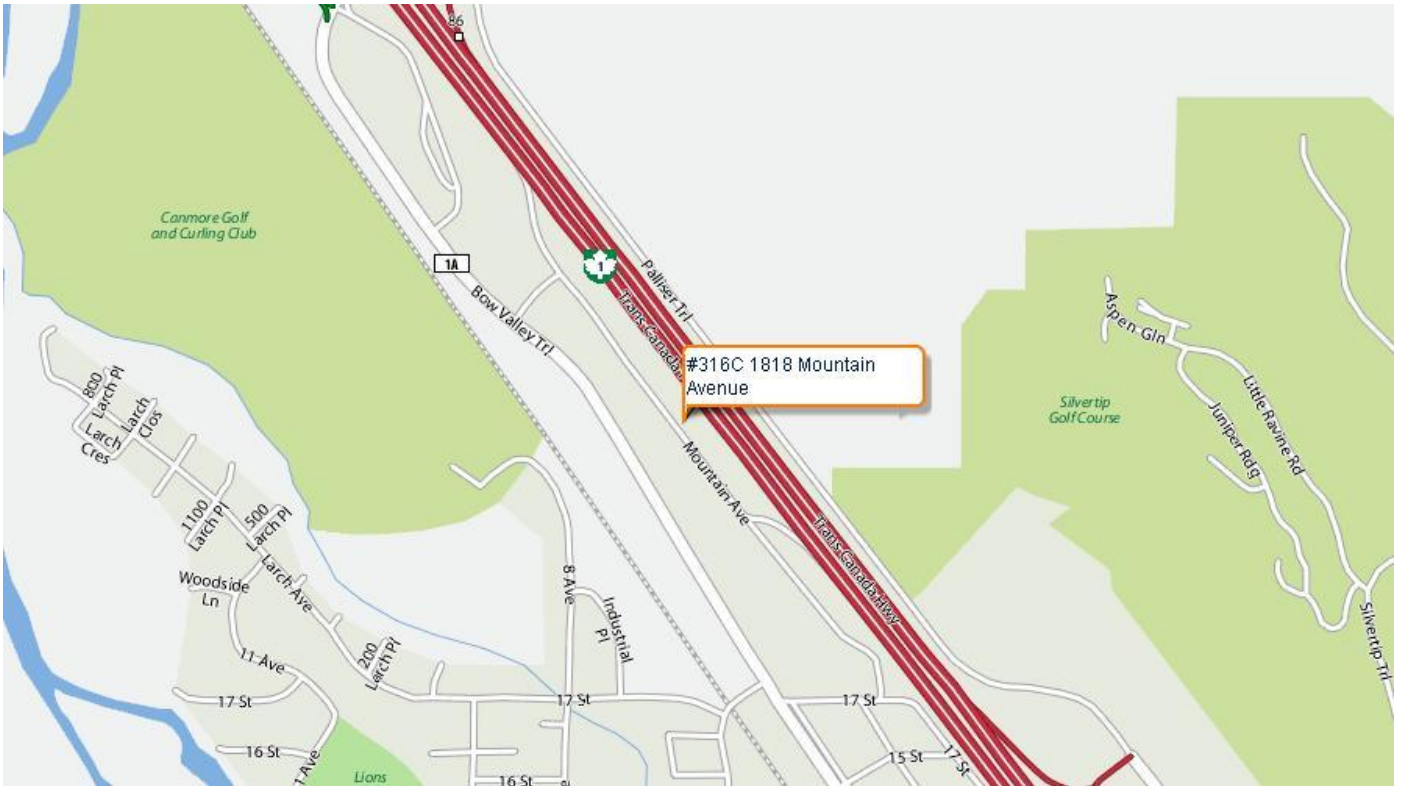 86
Canmore Golf
and Curling Club
1A
1
Palliser Trl
Bow Valley Trl
Trans Canada
#316C 1818 Mountain
Avenue
Aspen Gln
Silvertip
Golf Course
Little Ravine Rd
Juniper Rdg
800
Larch Pl
Larch
Clos
Larch
Cres
Mountain Ave
1100
Larch Pl
500
Larch Pl
Trans Canada Hwy
Woodside
Ln
Larch Ave
8 Ave
Industrial
Pl
Silvertip Trl
11 Ave
200
Larch Pl
17 St
17 St
17 St
16 St
1 Ave
Lions
16 St
15 St
17 St